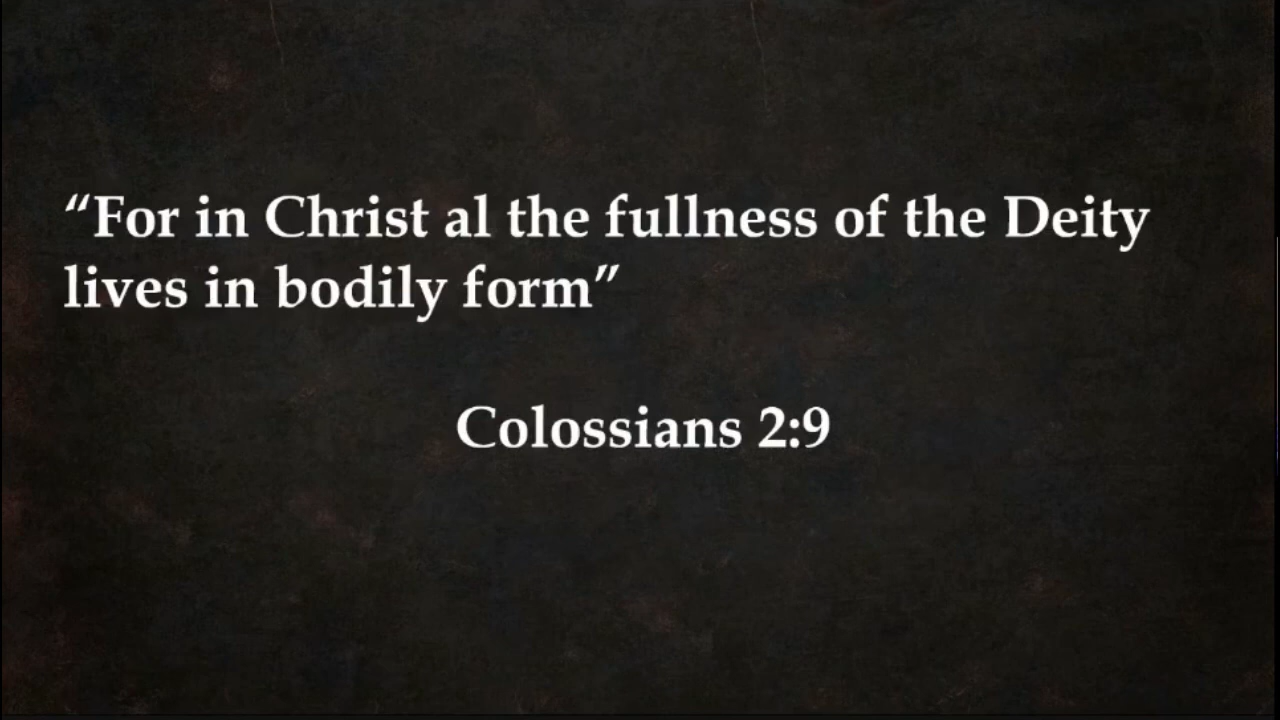 “For in Christ al the fullness of the Deity
lives in bodily form”
Colossians 2:9